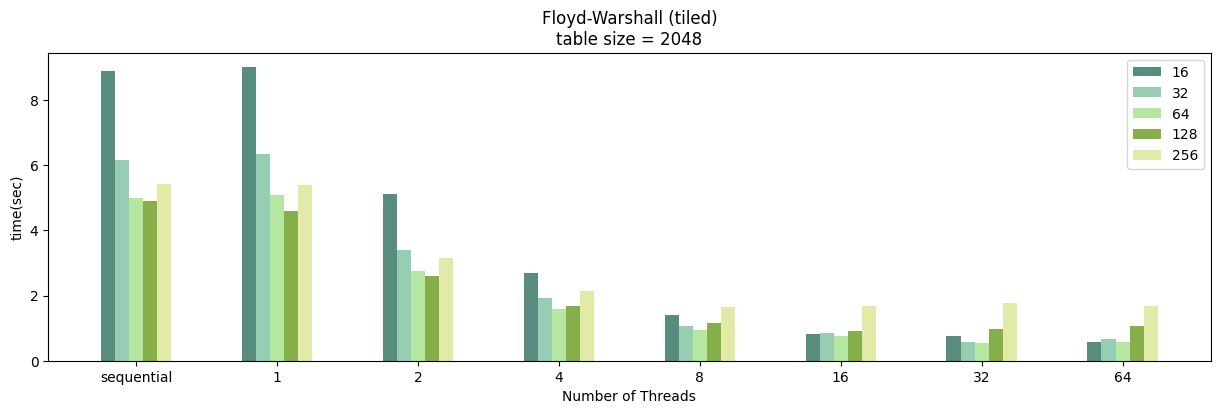 Floyd-Warshall (tiled)
table size = 2048
16
32
64
128
256
8
6
4
2
0
time(sec)
sequential 1 2 4 8 16 32 64
Number of Threads